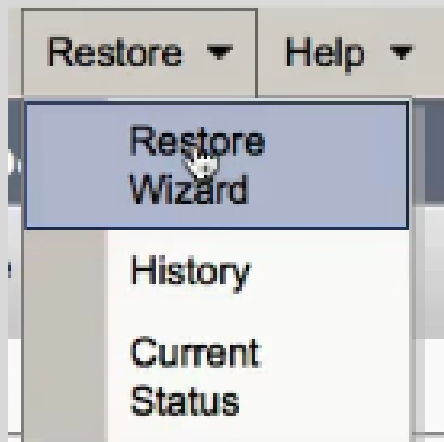 Restore Help
Restore
Wizard
History
Current
Status